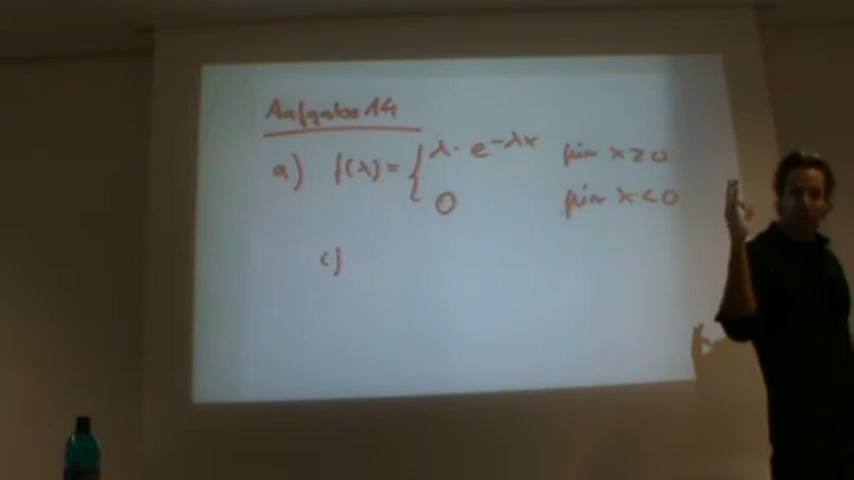 Aufgabe 14
a) f(λ) = { λ · e^{-λx} für x ≥ 0
0 für x < 0
c)